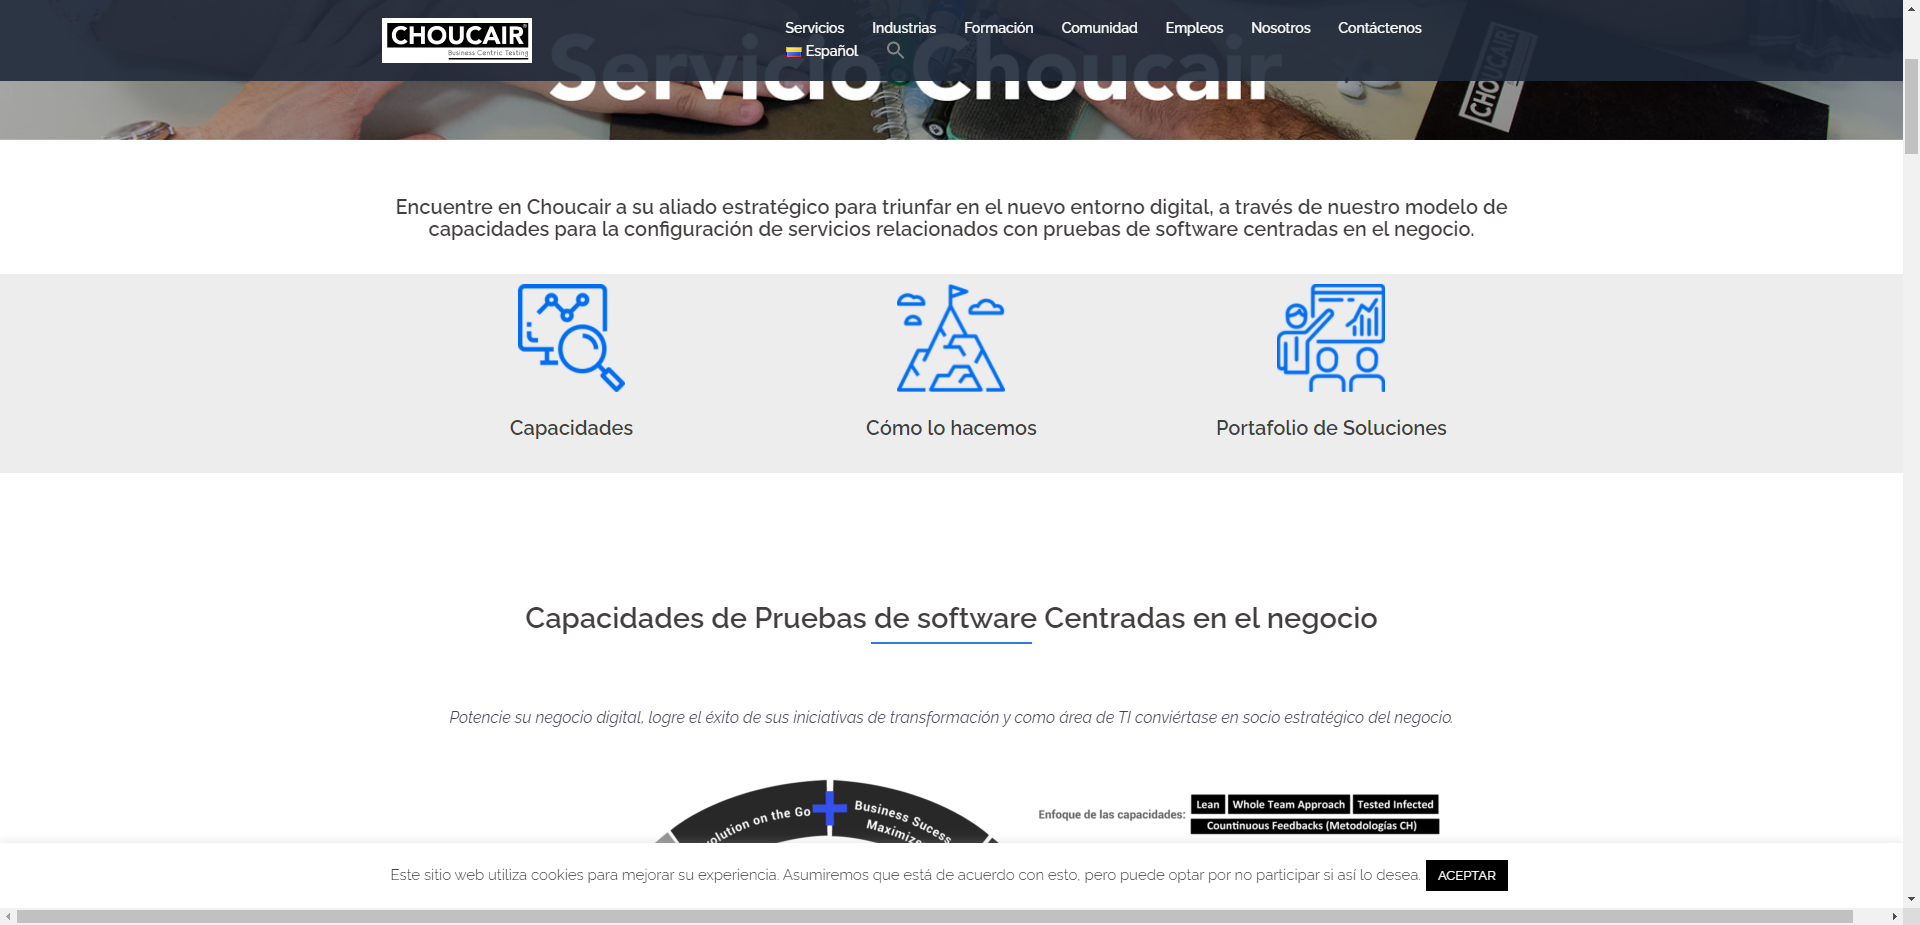 CHOUCAIR
Business Centric Testing
Servicios Industrias Formación Comunidad Empleos Nosotros Contáctenos
Español
Servicio Choucair
CHOUCAIR
Encuentre en Choucair a su aliado estratégico para triunfar en el nuevo entorno digital, a través de nuestro modelo de
capacidades para la configuración de servicios relacionados con pruebas de software centradas en el negocio.
Capacidades
Cómo lo hacemos
Portafolio de Soluciones
Capacidades de Pruebas de software Centradas en el negocio
Potencie su negocio digital, logre el éxito de sus iniciativas de transformación y como área de TI conviértase en socio estratégico del negocio.
olution on the Go
Business Sucess
Maximize
Enfoque de las capacidades: Lean Whole Team Approach Tested Infected
Countinuous Feedbacks (Metodologías CH)
Este sitio web utiliza cookies para mejorar su experiencia. Asumiremos que está de acuerdo con esto, pero puede optar por no participar si así lo desea. ACEPTAR